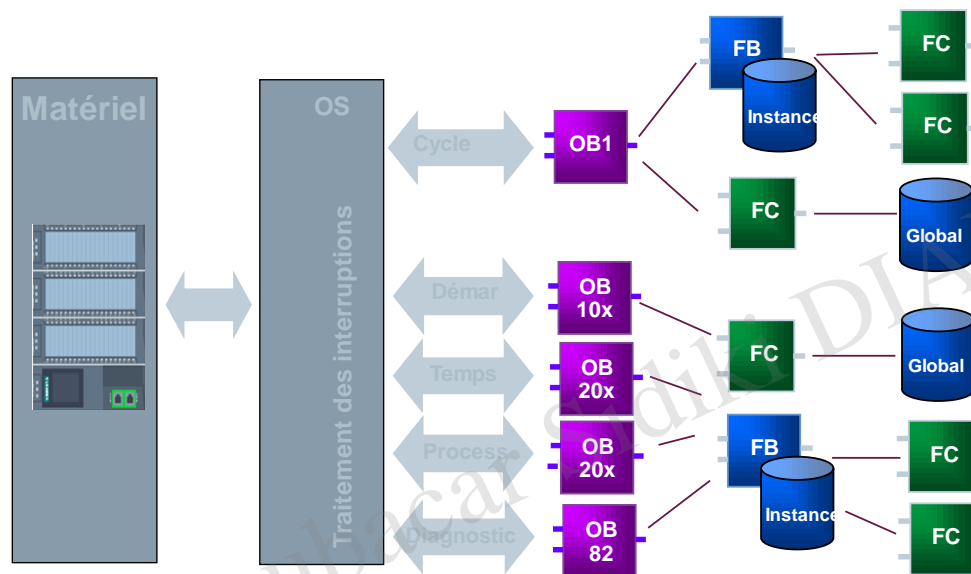 Matériel
OS
Traitement des interruptions
Cycle
Démar
Temps
Process
Diagnostic
OB1
OB
10x
OB
20x
OB
20x
OB
82
FB
Instance
FC
FC
FC
Global
FC
Global
FB
Instance
FC
FC
Sidiki